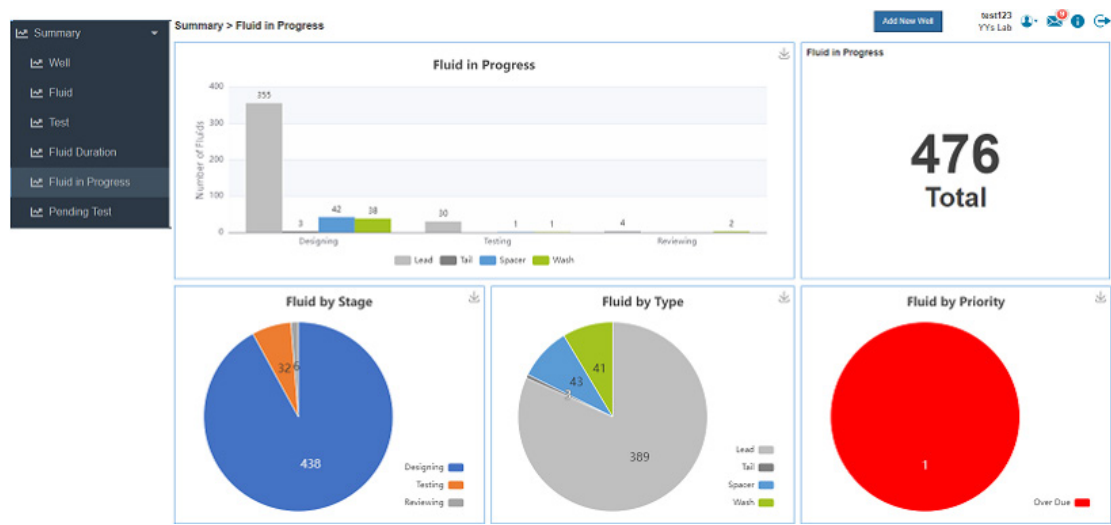 Summary
Well
Fluid
Test
Fluid Duration
Fluid in Progress
Pending Test
Summary > Fluid in Progress
Add New Well
test123
YYs Lab
9
Fluid in Progress
Number of Fluids
400
300
200
100
0
355
3
42
38
30
1
1
4
2
Designing
Testing
Reviewing
Lead Tail Spacer Wash
Fluid in Progress
476
Total
Fluid by Stage
32
6
438
Designing
Testing
Reviewing
Fluid by Type
41
43
3
389
Lead
Tail
Spacer
Wash
Fluid by Priority
1
Over Due